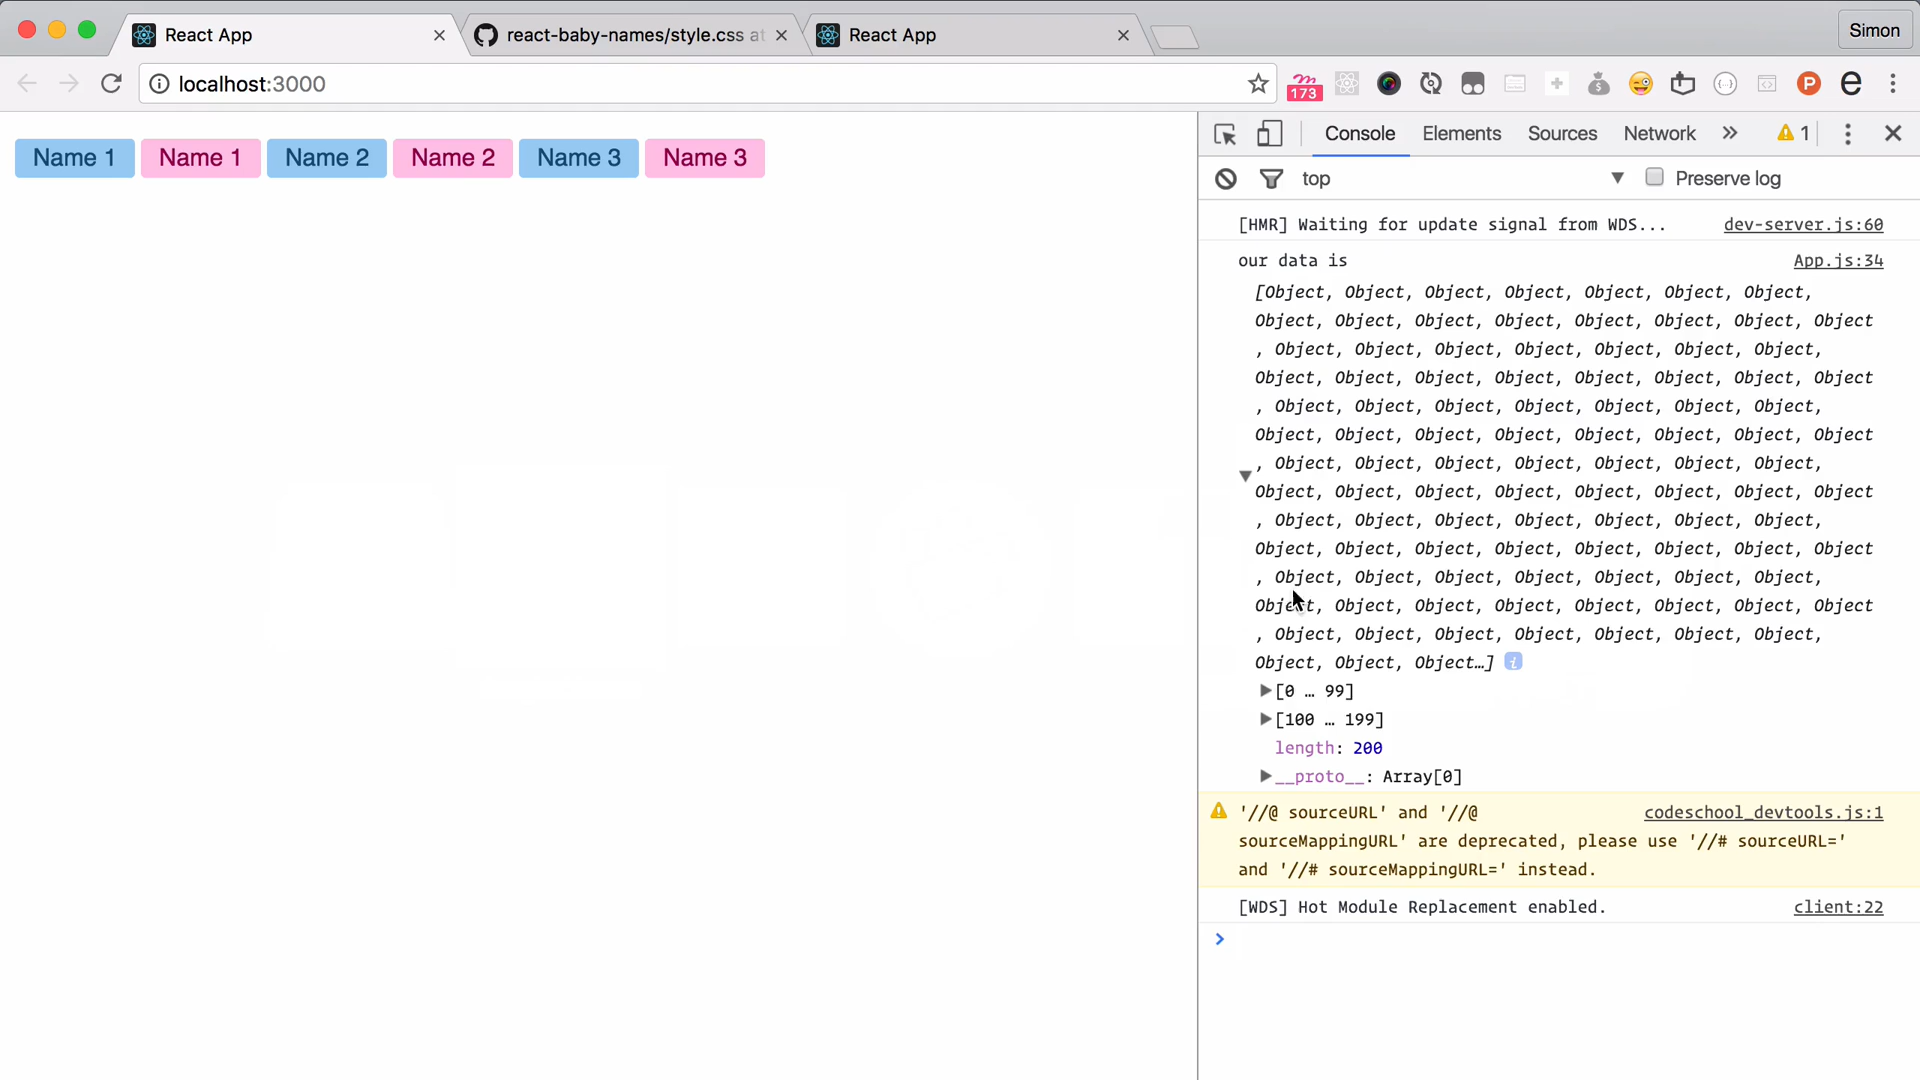 React App
react-baby-names/style.css at
React App
Simon
localhost:3000
173
P
e
Name 1 Name 1 Name 2 Name 2 Name 3 Name 3
Console Elements Sources Network » 1
top Preserve log
[HMR] Waiting for update signal from WDS... dev-server.js:60
our data is App.js:34
[Object, Object, Object, Object, Object, Object, Object,
Object, Object, Object, Object, Object, Object, Object, Object
, Object, Object, Object, Object, Object, Object, Object,
Object, Object, Object, Object, Object, Object, Object, Object
, Object, Object, Object, Object, Object, Object, Object,
Object, Object, Object, Object, Object, Object, Object, Object
, Object, Object, Object, Object, Object, Object, Object,
Object, Object, Object, Object, Object, Object, Object, Object
, Object, Object, Object, Object, Object, Object, Object,
Object, Object, Object, Object, Object, Object, Object, Object
, Object, Object, Object, Object, Object, Object, Object,
Object, Object, Object, Object, Object, Object, Object, Object
, Object, Object, Object, Object, Object, Object, Object,
Object, Object, Object…] i
[0 … 99]
[100 … 199]
length: 200
__proto__: Array[0]
'//@ sourceURL' and '//@ codeschool_devtools.js:1
sourceMappingURL' are deprecated, please use '//# sourceURL='
and '//# sourceMappingURL=' instead.
[WDS] Hot Module Replacement enabled. client:22